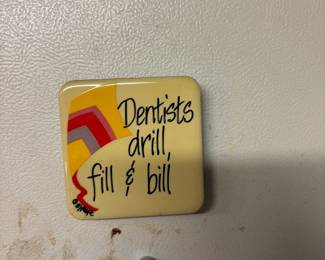 Dentists
drill,
fill & bill